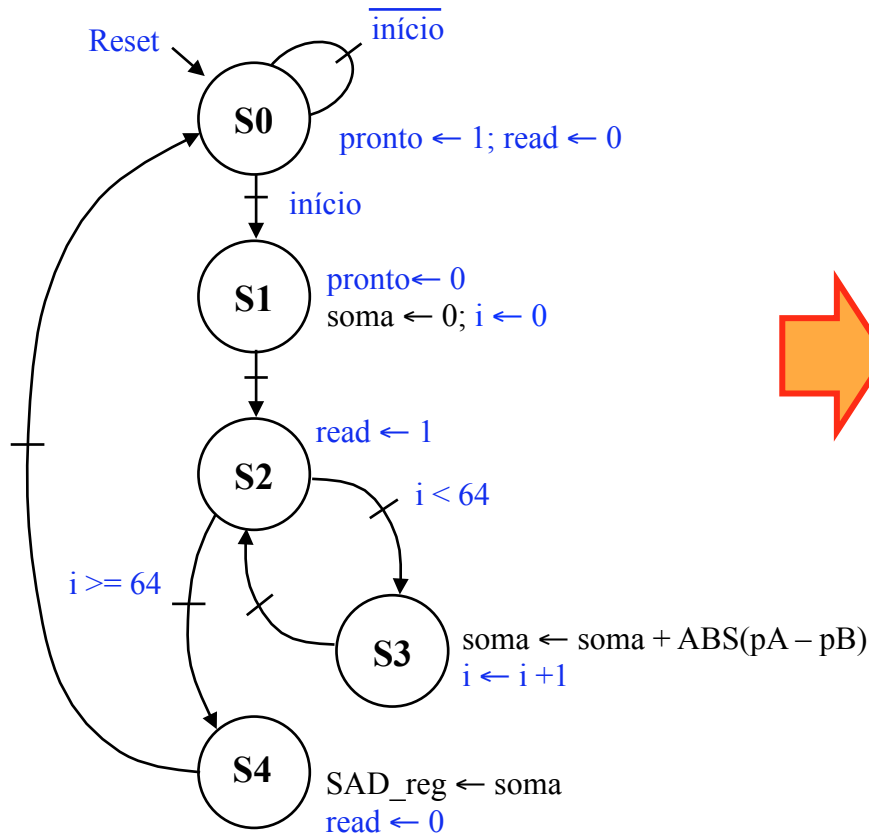 início
Reset
S0
pronto ← 1; read ← 0
início
S1
pronto← 0
soma ← 0; i ← 0
S2
read ← 1
i < 64
i >= 64
S3
soma ← soma + ABS(pA – pB)
i ← i +1
S4
SAD_reg ← soma
read ← 0